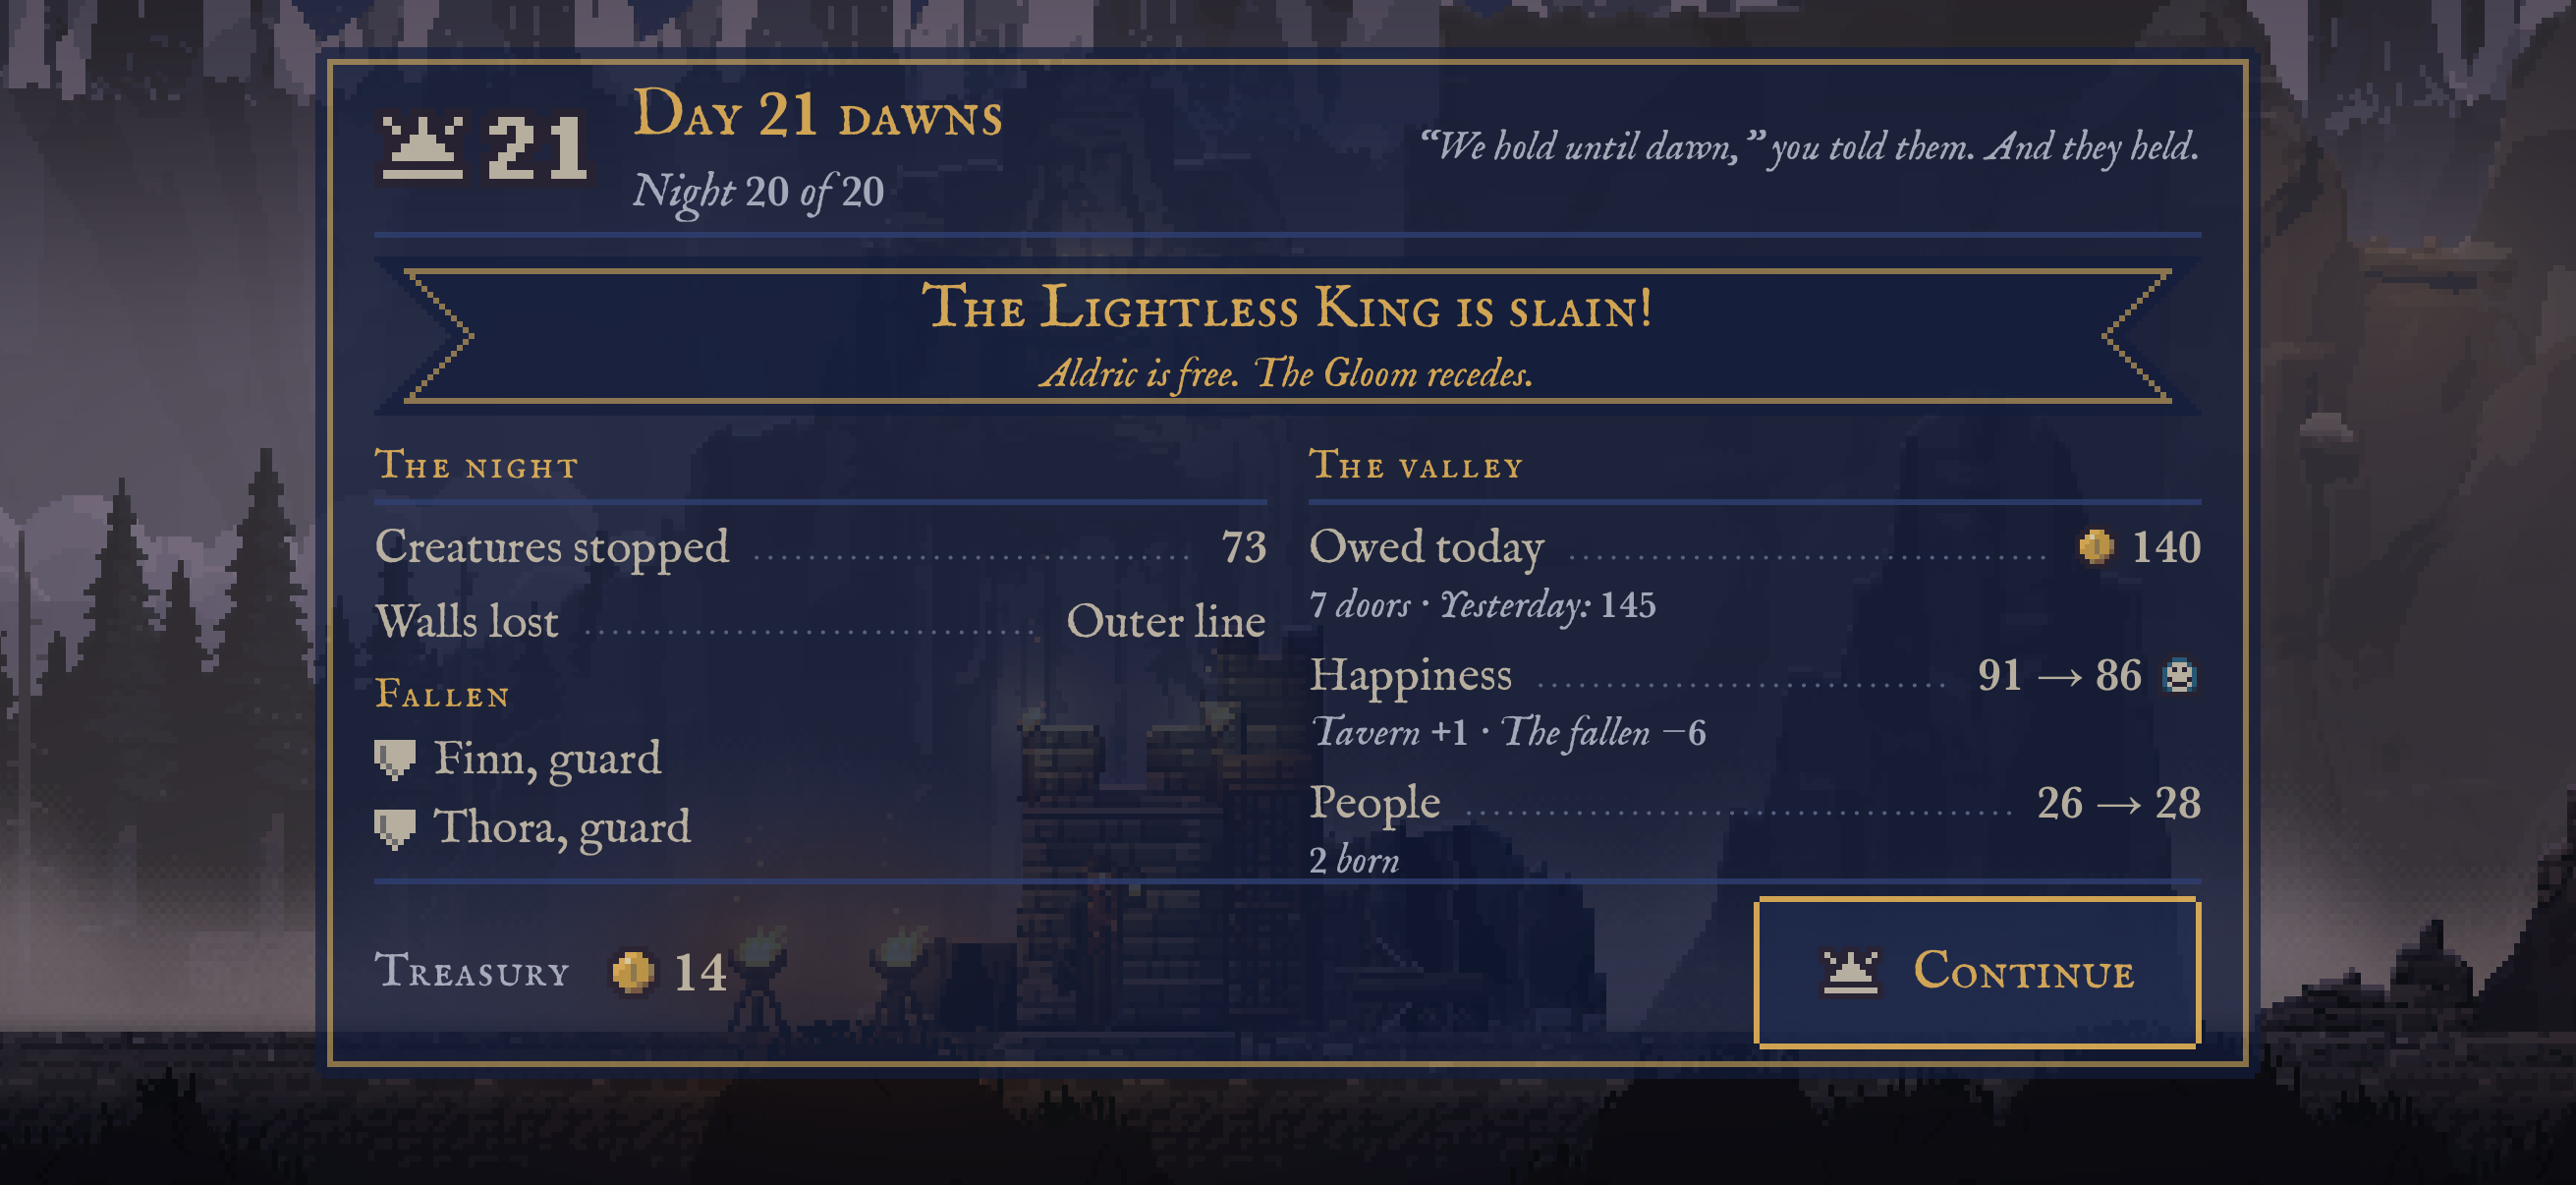 21
Day 21 dawns
Night 20 of 20
“We hold until dawn,” you told them. And they held.
The Lightless King is slain!
Aldric is free. The Gloom recedes.
The night
Creatures stopped 73
Walls lost Outer line
Fallen
Finn, guard
Thora, guard
The valley
Owed today 140
7 doors · Yesterday: 145
Happiness 91 → 86
Tavern +1 · The fallen −6
People 26 → 28
2 born
Treasury 14
Continue